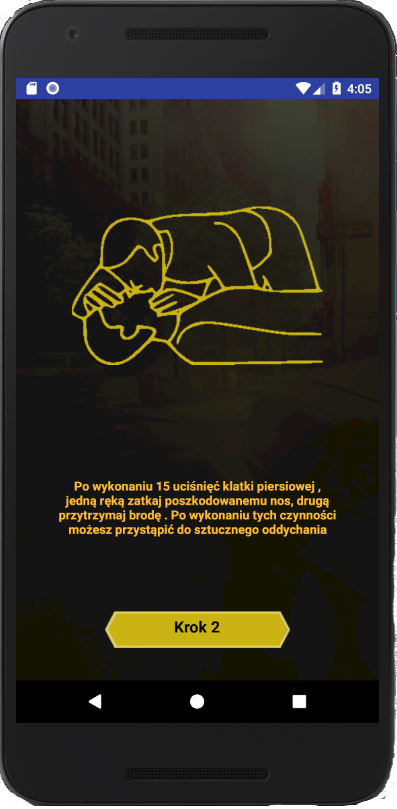 4:05
Po wykonaniu 15 uciśnięć klatki piersiowej ,
jedną ręką zatkaj poszkodowanemu nos, drugą
przytrzymaj brodę . Po wykonaniu tych czynności
możesz przystąpić do sztucznego oddychania
Krok 2